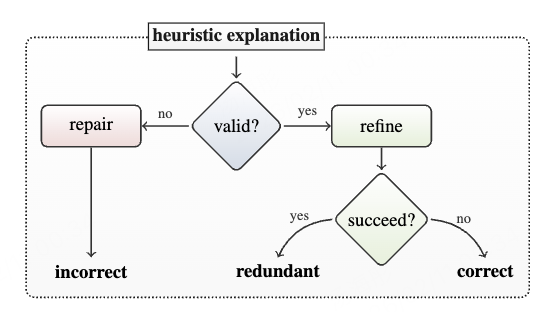 heuristic explanation
no
yes
repair
valid?
refine
yes
succeed?
no
incorrect
redundant
correct